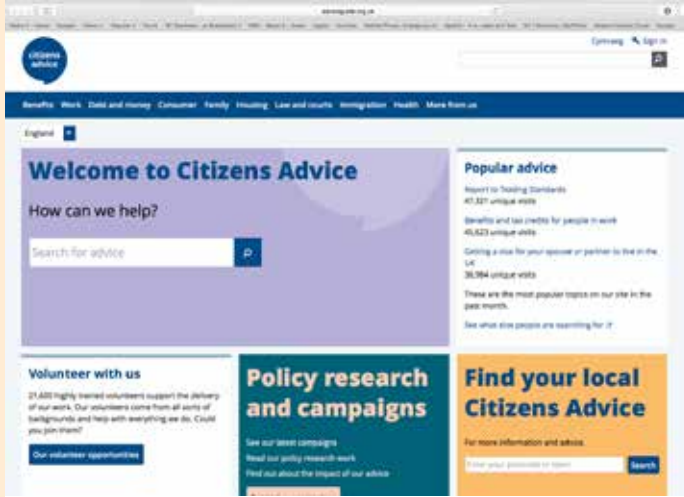 citizens
advice
Cymraeg Sign in
Benefits Work Debt and money Consumer Family Housing Law and courts Immigration Health More from us
England
Welcome to Citizens Advice
How can we help?
Search for advice
Popular advice
Report to Trading Standards
47,321 unique visits
Benefits and tax credits for people in work
45,623 unique visits
Getting a visa for your spouse or partner to live in the
UK
36,984 unique visits
These are the most popular topics on our site in the
past month.
See what else people are searching for
Volunteer with us
21,600 highly trained volunteers support the delivery
of our work. Our volunteers come from all sorts of
backgrounds and help with everything we do. Could
you join them?
Our volunteer opportunities
Policy research
and campaigns
See our latest campaigns
Read our policy research work
Find out about the impact of our advice
Find your local
Citizens Advice
For more information and advice.
Enter your postcode or town
Search